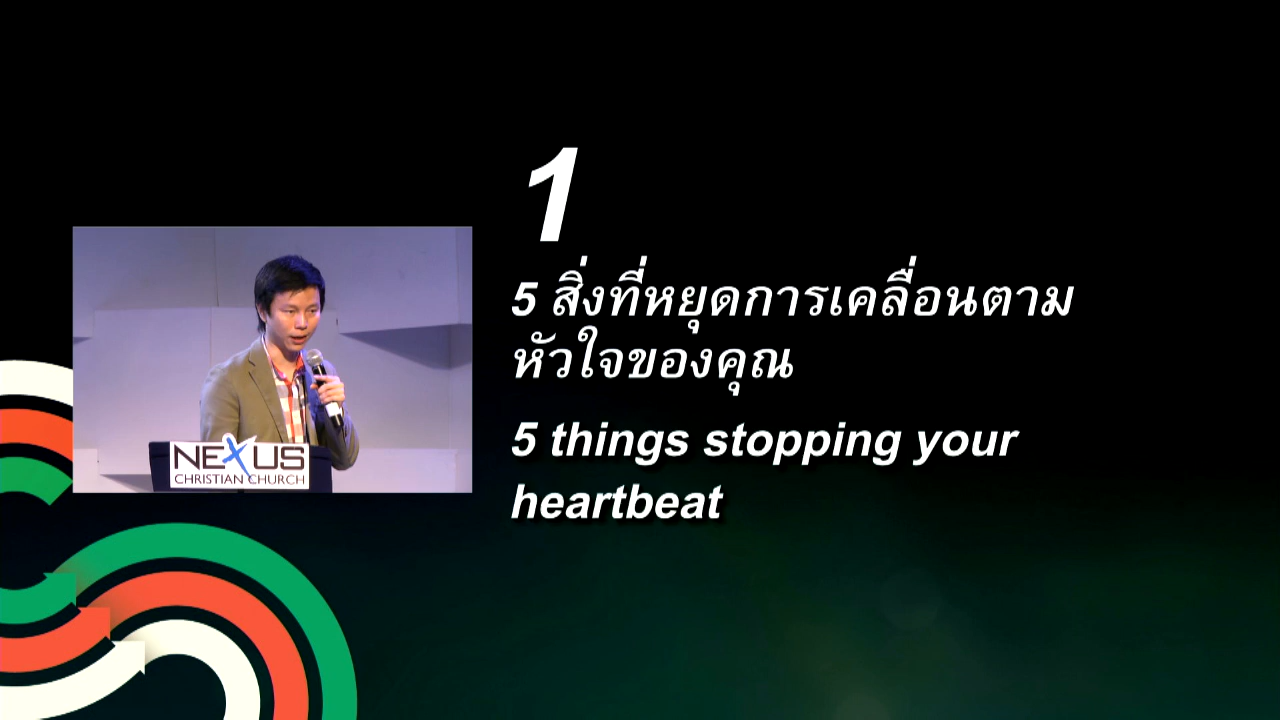 1
5 สิ่งที่หยุดการเคลื่อนตาม
หัวใจของคุณ
5 things stopping your
heartbeat
NEXUS
CHRISTIAN CHURCH